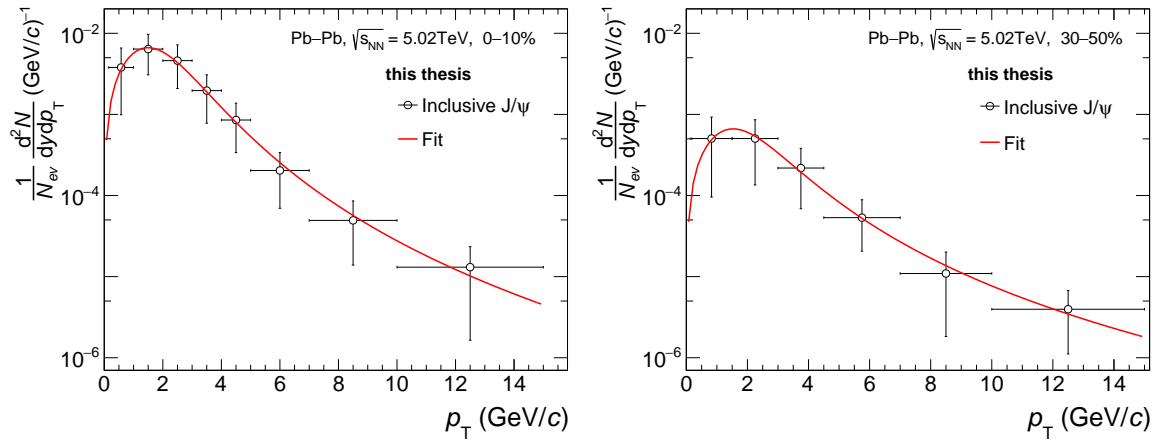 Pb–Pb, √s_NN = 5.02TeV, 0–10%
this thesis
Inclusive J/ψ
Fit
1/N_ev d²N/dydp_T (GeV/c)⁻¹
10⁻²
10⁻⁴
10⁻⁶
0 2 4 6 8 10 12 14
p_T (GeV/c)
Pb–Pb, √s_NN = 5.02TeV, 30–50%
this thesis
Inclusive J/ψ
Fit
1/N_ev d²N/dydp_T (GeV/c)⁻¹
10⁻²
10⁻⁴
10⁻⁶
0 2 4 6 8 10 12 14
p_T (GeV/c)